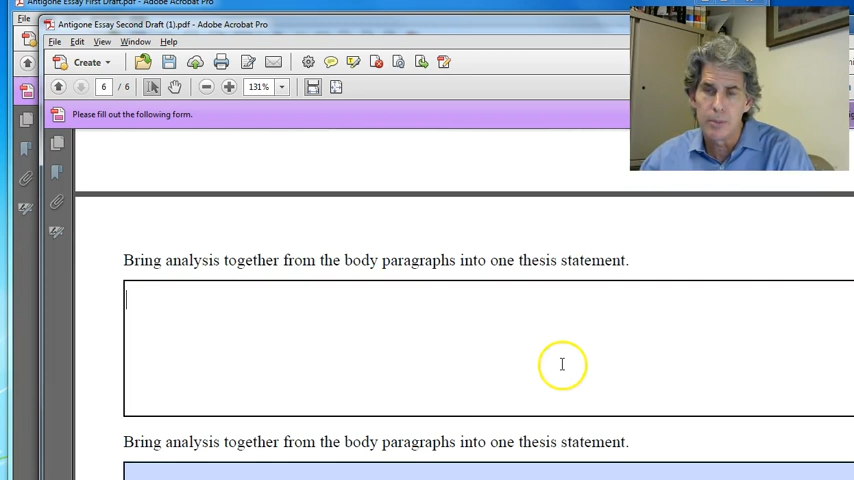 Antigone Essay First Draft.pdf - Adobe Acrobat Pro
File
Antigone Essay Second Draft (1).pdf - Adobe Acrobat Pro
File Edit View Window Help
Create
6 / 6 131%
Please fill out the following form.
Bring analysis together from the body paragraphs into one thesis statement.
Bring analysis together from the body paragraphs into one thesis statement.